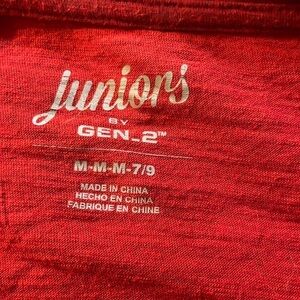 juniors
BY
GEN_2™
M-M-M-7/9
MADE IN CHINA
HECHO EN CHINA
FABRIQUE EN CHINE